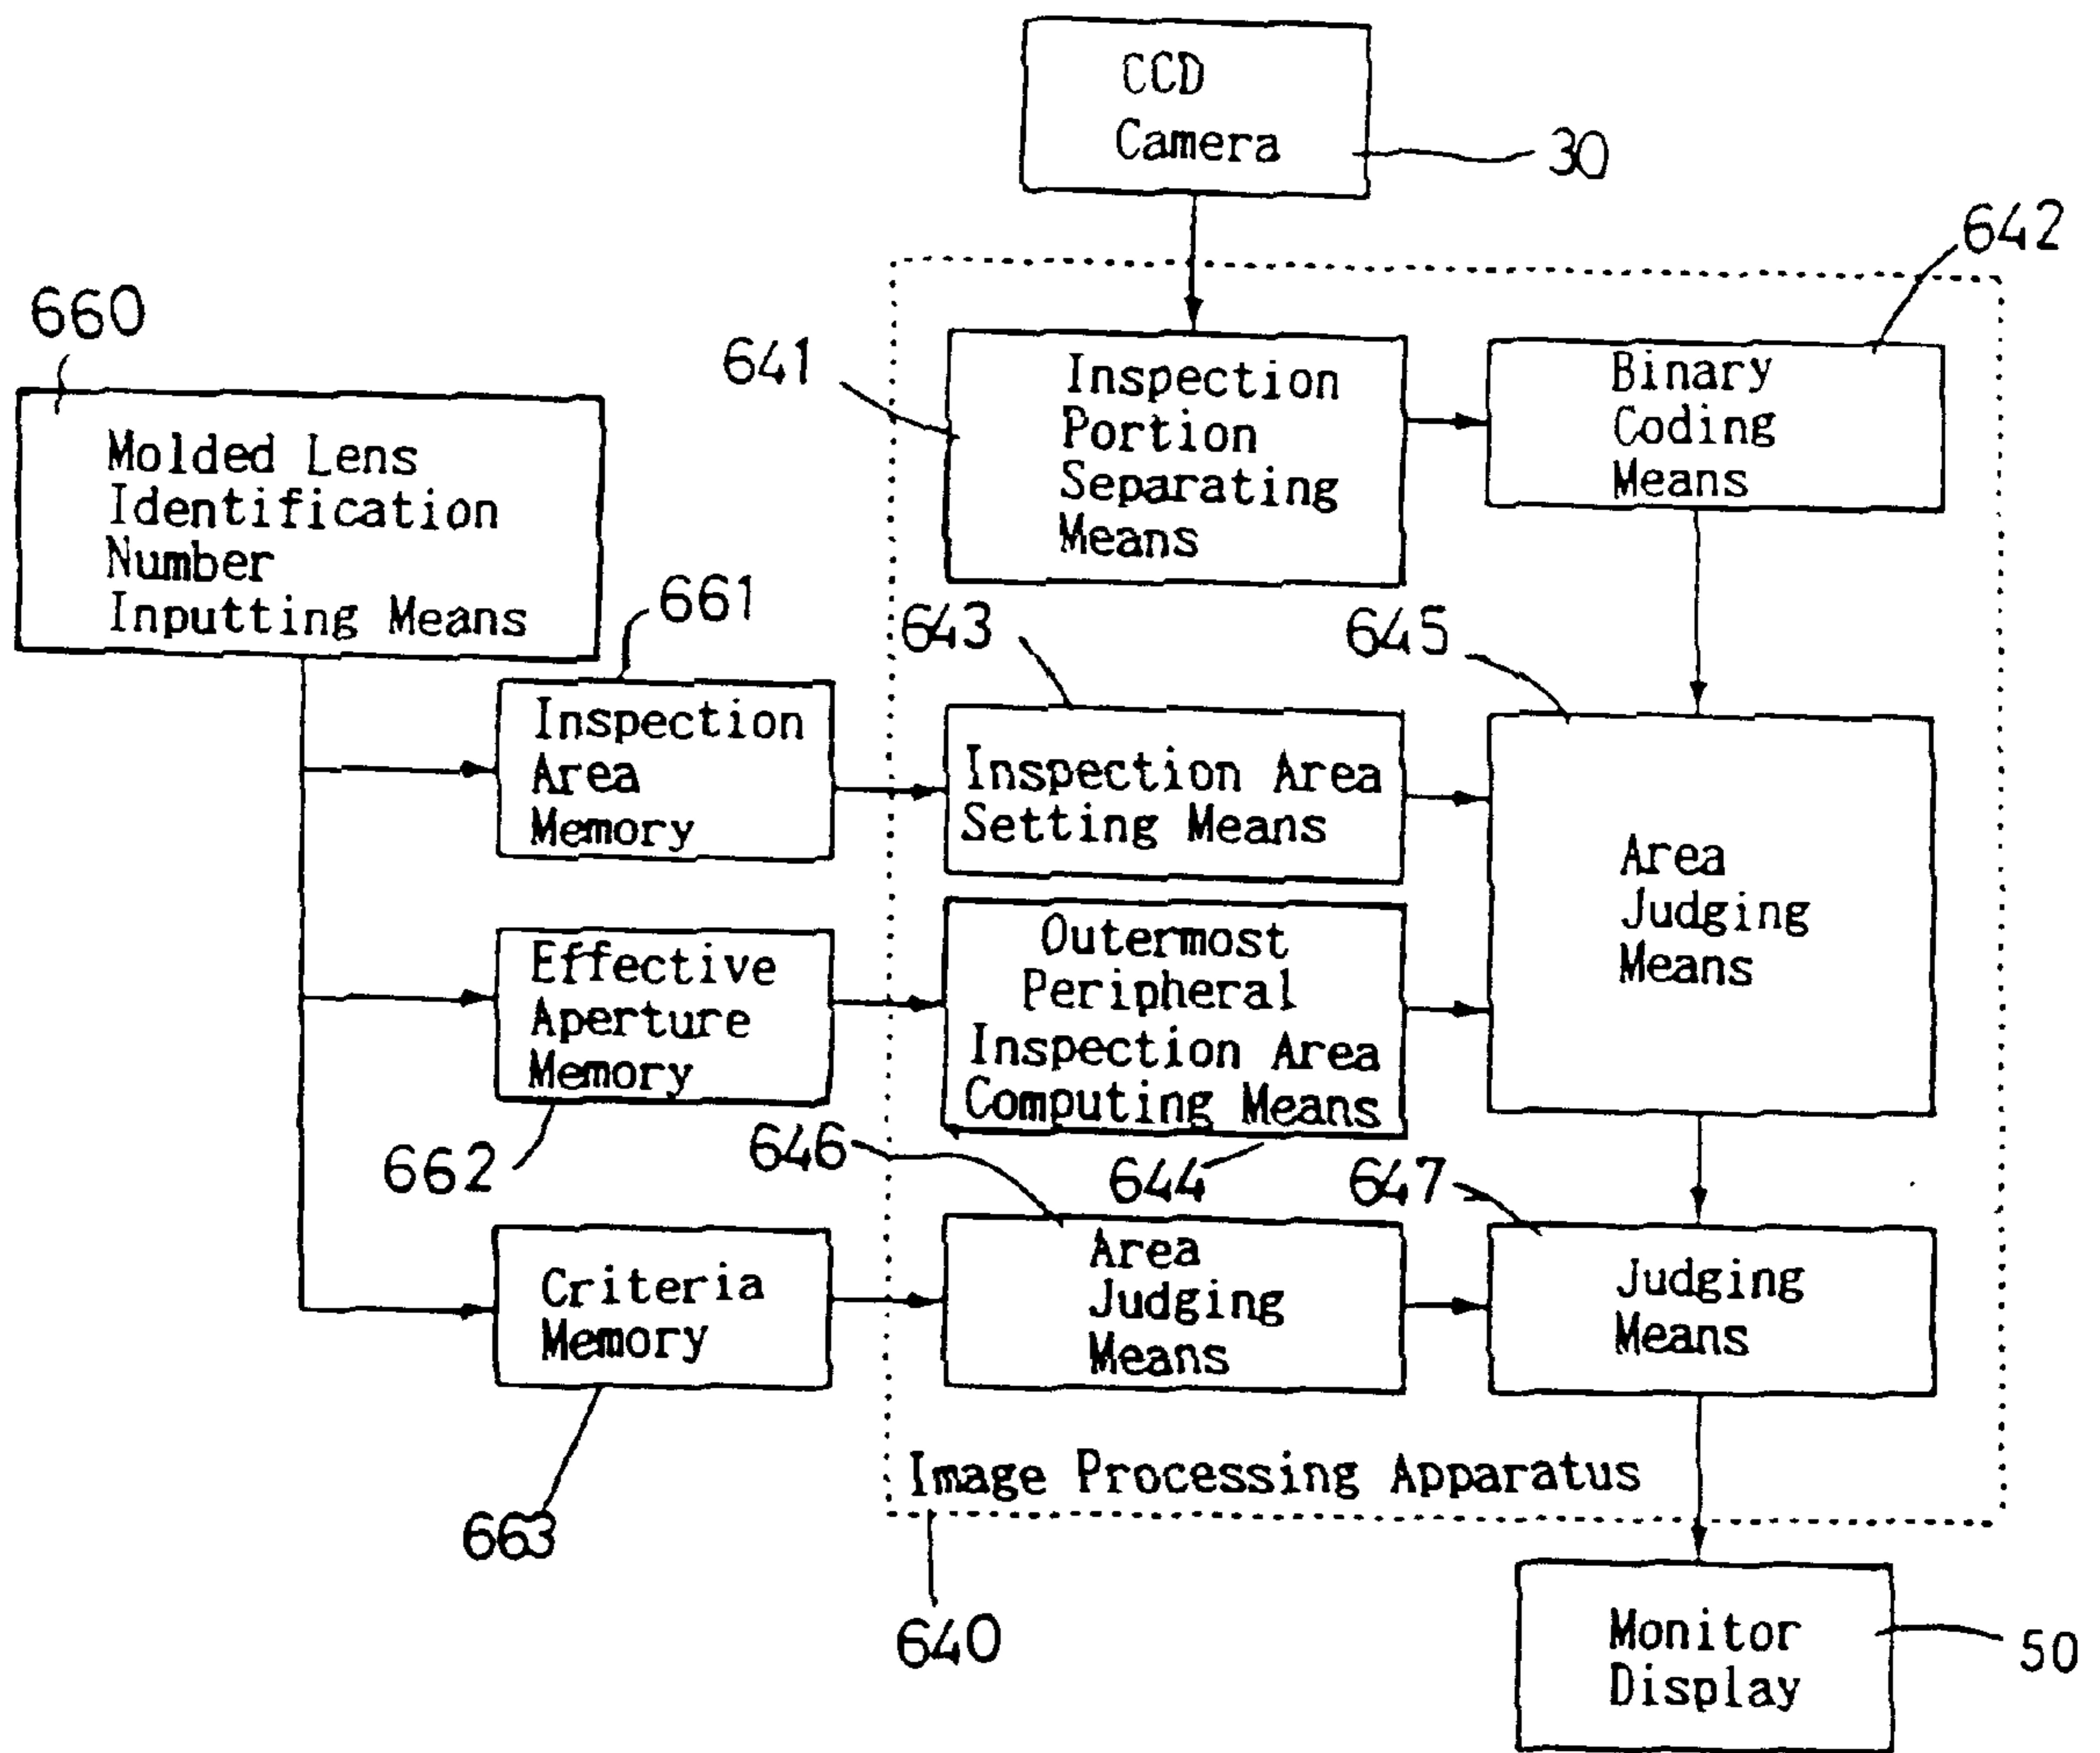 CCD
Camera
30
642
660
641
Inspection
Portion
Separating
Means
Binary
Coding
Means
Molded Lens
Identification
Number
Inputting Means
661
643
645
Inspection
Area
Memory
Inspection Area
Setting Means
Area
Judging
Means
Effective
Aperture
Memory
Outermost
Peripheral
Inspection Area
Computing Means
662
646
644
647
Criteria
Memory
Area
Judging
Means
Judging
Means
663
Image Processing Apparatus
640
Monitor
Display
50